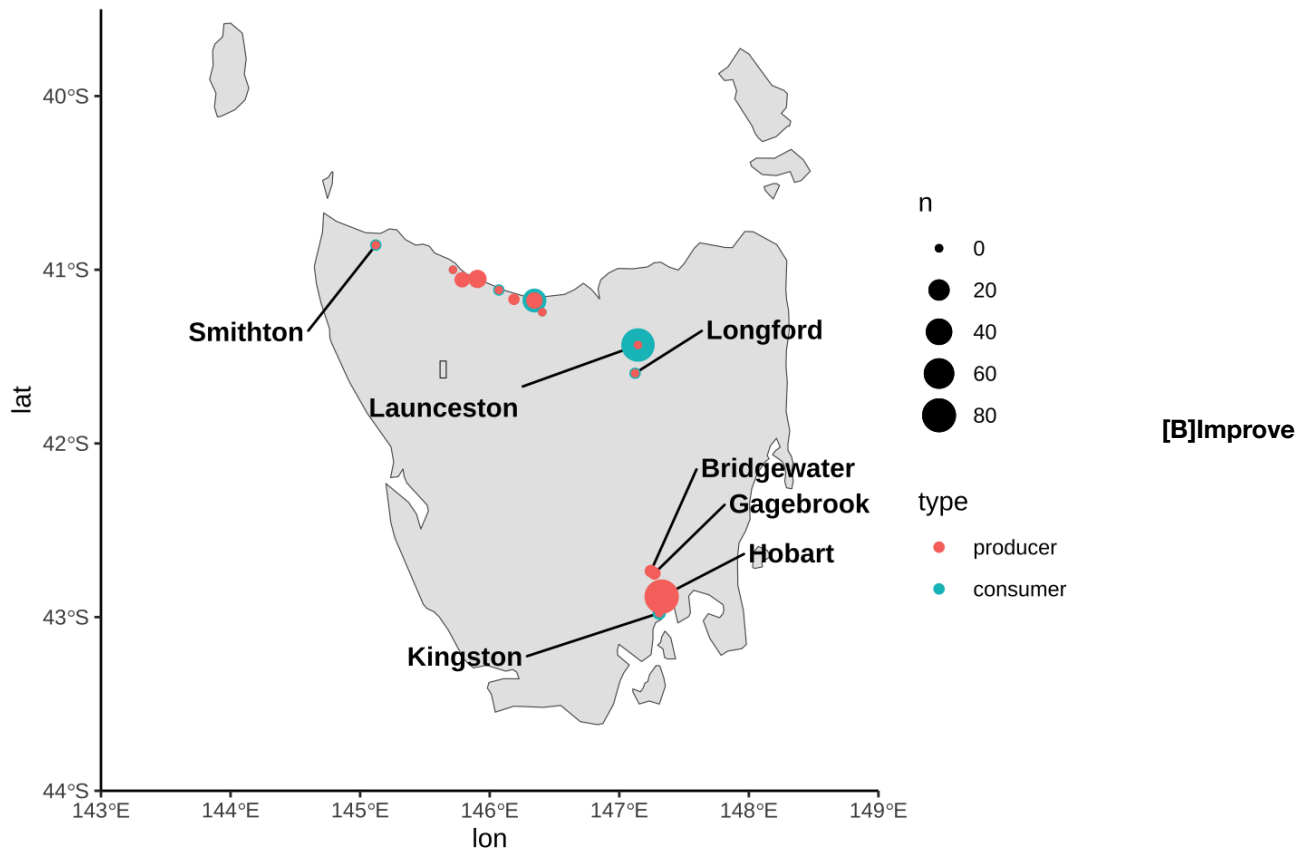 40°S
41°S
42°S
43°S
44°S
lat
143°E
144°E
145°E
146°E
147°E
148°E
149°E
lon
Smithton
Longford
Launceston
Bridgewater
Gagebrook
Hobart
Kingston
n
0
20
40
60
80
type
producer
consumer
[B]Improve